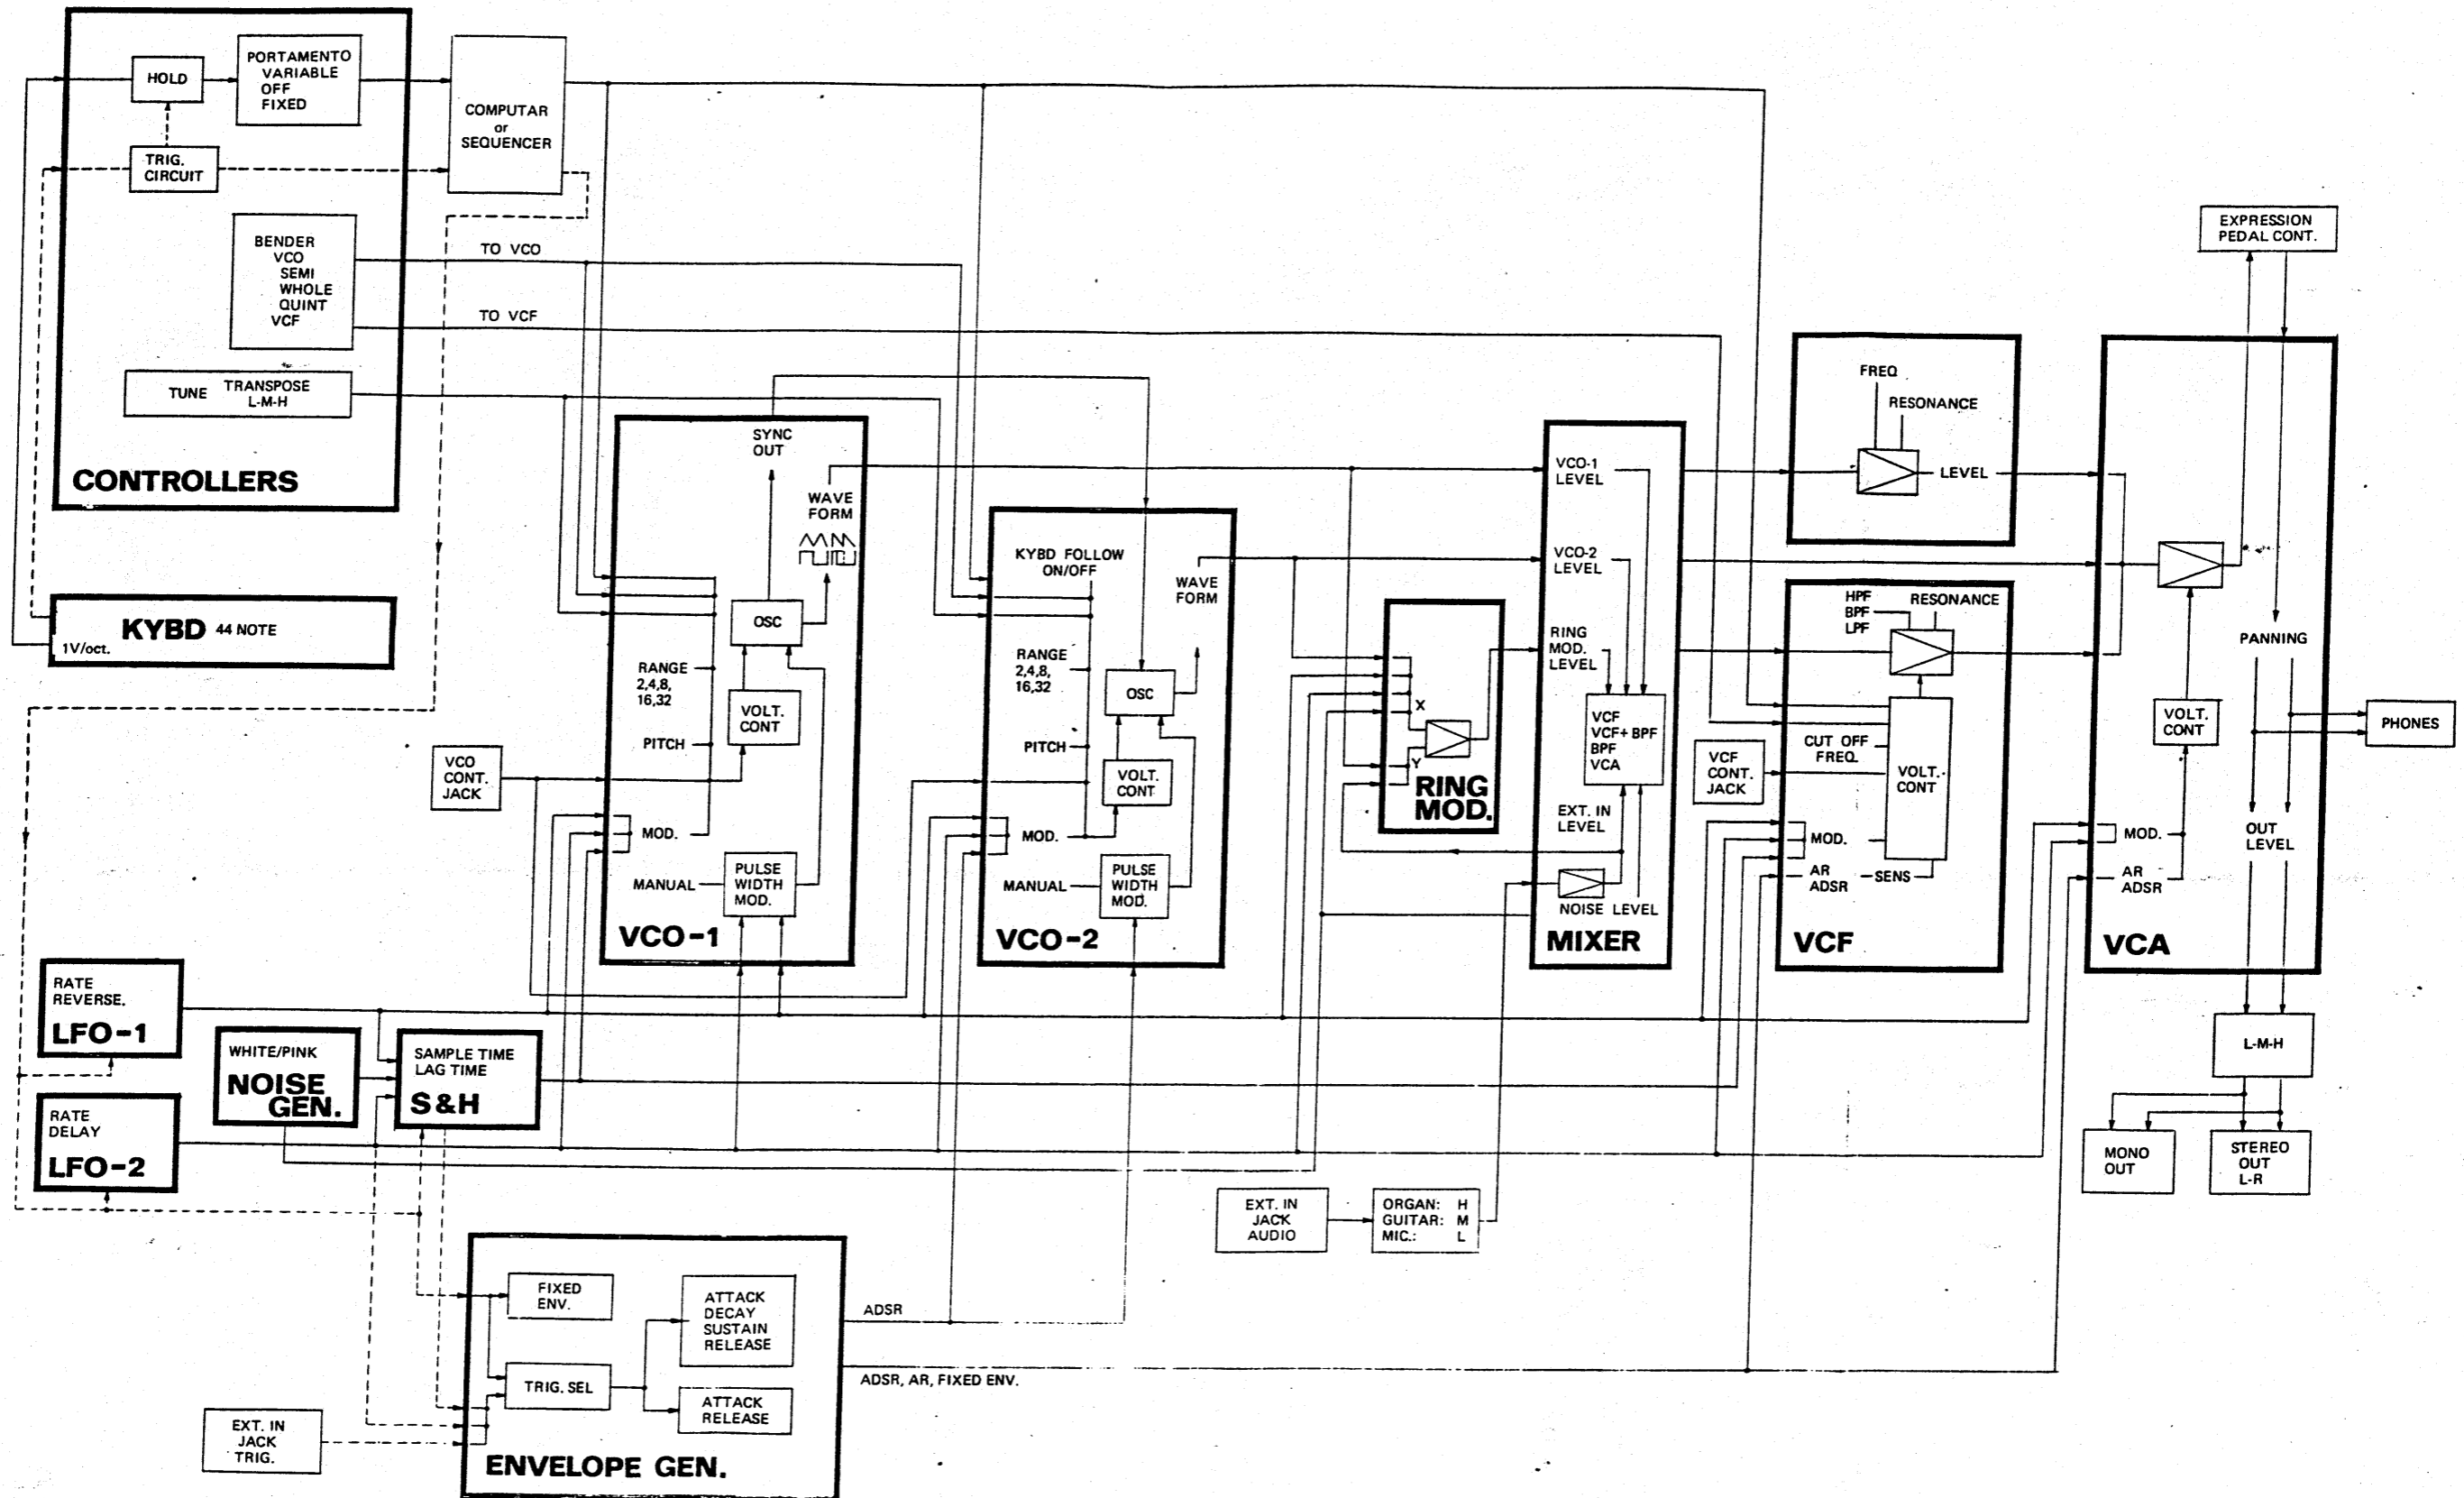 HOLD
PORTAMENTO
VARIABLE
OFF
FIXED
TRIG.
CIRCUIT
COMPUTAR
or
SEQUENCER
BENDER
VCO
SEMI
WHOLE
QUINT
VCF
TO VCO
TO VCF
TUNE TRANSPOSE
L-M-H
CONTROLLERS
KYBD 44 NOTE
1V/oct.
EXPRESSION
PEDAL CONT.
SYNC
OUT
WAVE
FORM
OSC
RANGE
2,4,8,
16,32
VOLT.
CONT
PITCH
MOD.
MANUAL
PULSE
WIDTH
MOD.
VCO-1
VCO
CONT.
JACK
KYBD FOLLOW
ON/OFF
WAVE
FORM
RANGE
2,4,8,
16,32
OSC
PITCH
VOLT.
CONT
MOD.
MANUAL
PULSE
WIDTH
MOD.
VCO-2
X
Y
RING
MOD.
VCO-1
LEVEL
VCO-2
LEVEL
RING
MOD.
LEVEL
VCF
VCF+BPF
BPF
VCA
EXT. IN
LEVEL
NOISE LEVEL
MIXER
FREQ
RESONANCE
LEVEL
HPF
BPF
LPF
RESONANCE
CUT OFF
FREQ.
VCF
CONT.
JACK
VOLT.
CONT
MOD.
AR
ADSR
SENS
VCF
VOLT.
CONT
PANNING
MOD.
OUT
LEVEL
AR
ADSR
VCA
PHONES
L-M-H
MONO
OUT
STEREO
OUT
L-R
RATE
REVERSE.
LFO-1
WHITE/PINK
NOISE
GEN.
SAMPLE TIME
LAG TIME
S&H
RATE
DELAY
LFO-2
EXT. IN
JACK
AUDIO
ORGAN: H
GUITAR: M
MIC.: L
FIXED
ENV.
ATTACK
DECAY
SUSTAIN
RELEASE
TRIG. SEL
ATTACK
RELEASE
ENVELOPE GEN.
ADSR
ADSR, AR, FIXED ENV.
EXT. IN
JACK
TRIG.